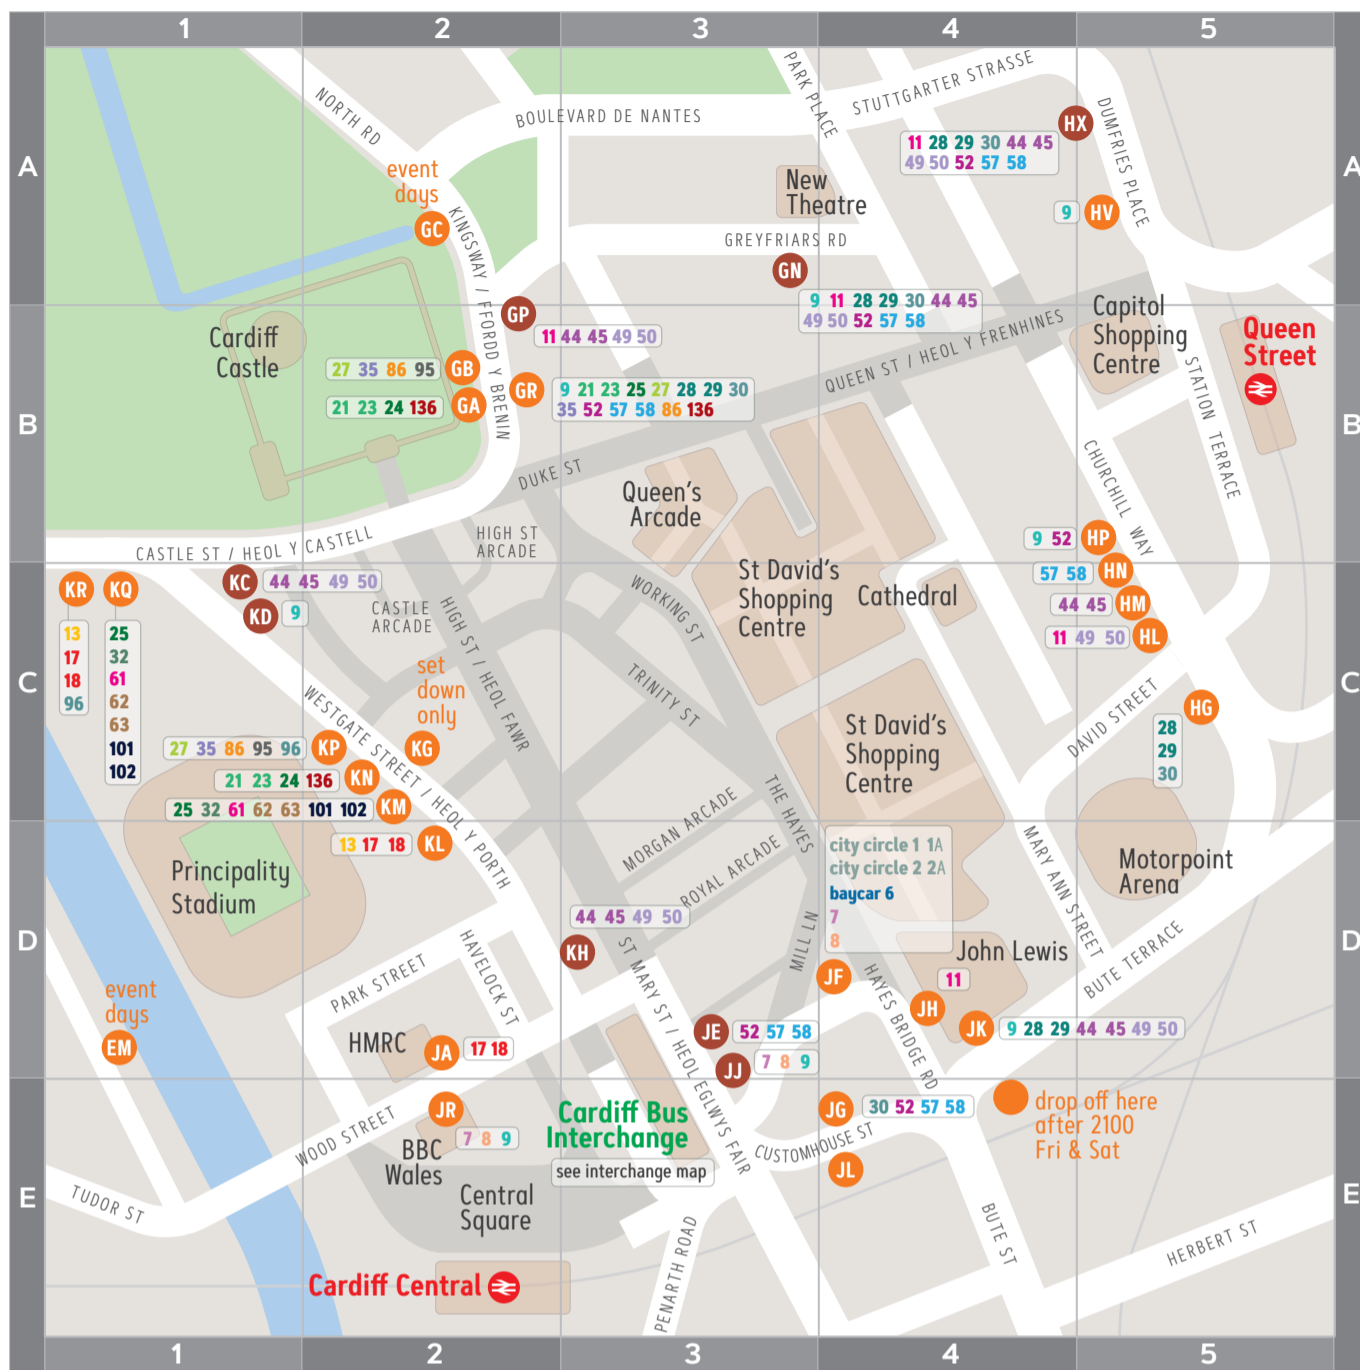 1 2 3 4 5
A
NORTH RD
BOULEVARD DE NANTES
PARK PLACE
STUTTGARTER STRASSE
DUMFRIES PLACE
HX
11 28 29 30 44 45
49 50 52 57 58
A
event
days
GC
KINGSWAY / FFORDD Y BRENIN
New
Theatre
GREYFRIARS RD
9
HV
GN
9 11 28 29 30 44 45
49 50 52 57 58
B
GP
11 44 45 49 50
Cardiff
Castle
27 35 86 95
GB
21 23 24 136
GA
GR
9 21 23 25 27 28 29 30
35 52 57 58 86 136
QUEEN ST / HEOL Y FRENHINES
Capitol
Shopping
Centre
Queen
Street
STATION TERRACE
B
DUKE ST
Queen's
Arcade
CHURCHILL WAY
CASTLE ST / HEOL Y CASTELL
HIGH ST
ARCADE
9 52
HP
57 58
HN
44 45
HM
11 49 50
HL
C
KR
13
17
18
96
KQ
25
32
61
62
63
101
102
KC
44 45 49 50
KD
9
CASTLE
ARCADE
HIGH ST / HEOL FAWR
WORKING ST
St David's
Shopping
Centre
Cathedral
TRINITY ST
set
down
only
KG
WESTGATE STREET / HEOL Y PORTH
27 35 86 95 96
KP
21 23 24 136
KN
25 32 61 62 63 101 102
KM
St David's
Shopping
Centre
DAVID STREET
HG
28
29
30
C
THE HAYES
MORGAN ARCADE
ROYAL ARCADE
D
13 17 18
KL
Principality
Stadium
city circle 1 1A
city circle 2 2A
baycar 6
7
8
MARY ANN STREET
Motorpoint
Arena
D
44 45 49 50
KH
PARK STREET
HAVELOCK ST
ST MARY ST / HEOL EGLWYS FAIR
MILL LN
JF
John Lewis
11
JH
BUTE TERRACE
HAYES BRIDGE RD
event
days
EM
HMRC
JA
17 18
JE
52 57 58
JJ
7 8 9
JK
9 28 29 44 45 49 50
E
JR
7 8 9
BBC
Wales
WOOD STREET
TUDOR ST
Cardiff Bus
Interchange
see interchange map
JG
30 52 57 58
CUSTOMHOUSE ST
JL
drop off here
after 2100
Fri & Sat
E
Central
Square
PENARTH ROAD
BUTE ST
HERBERT ST
Cardiff Central
1 2 3 4 5